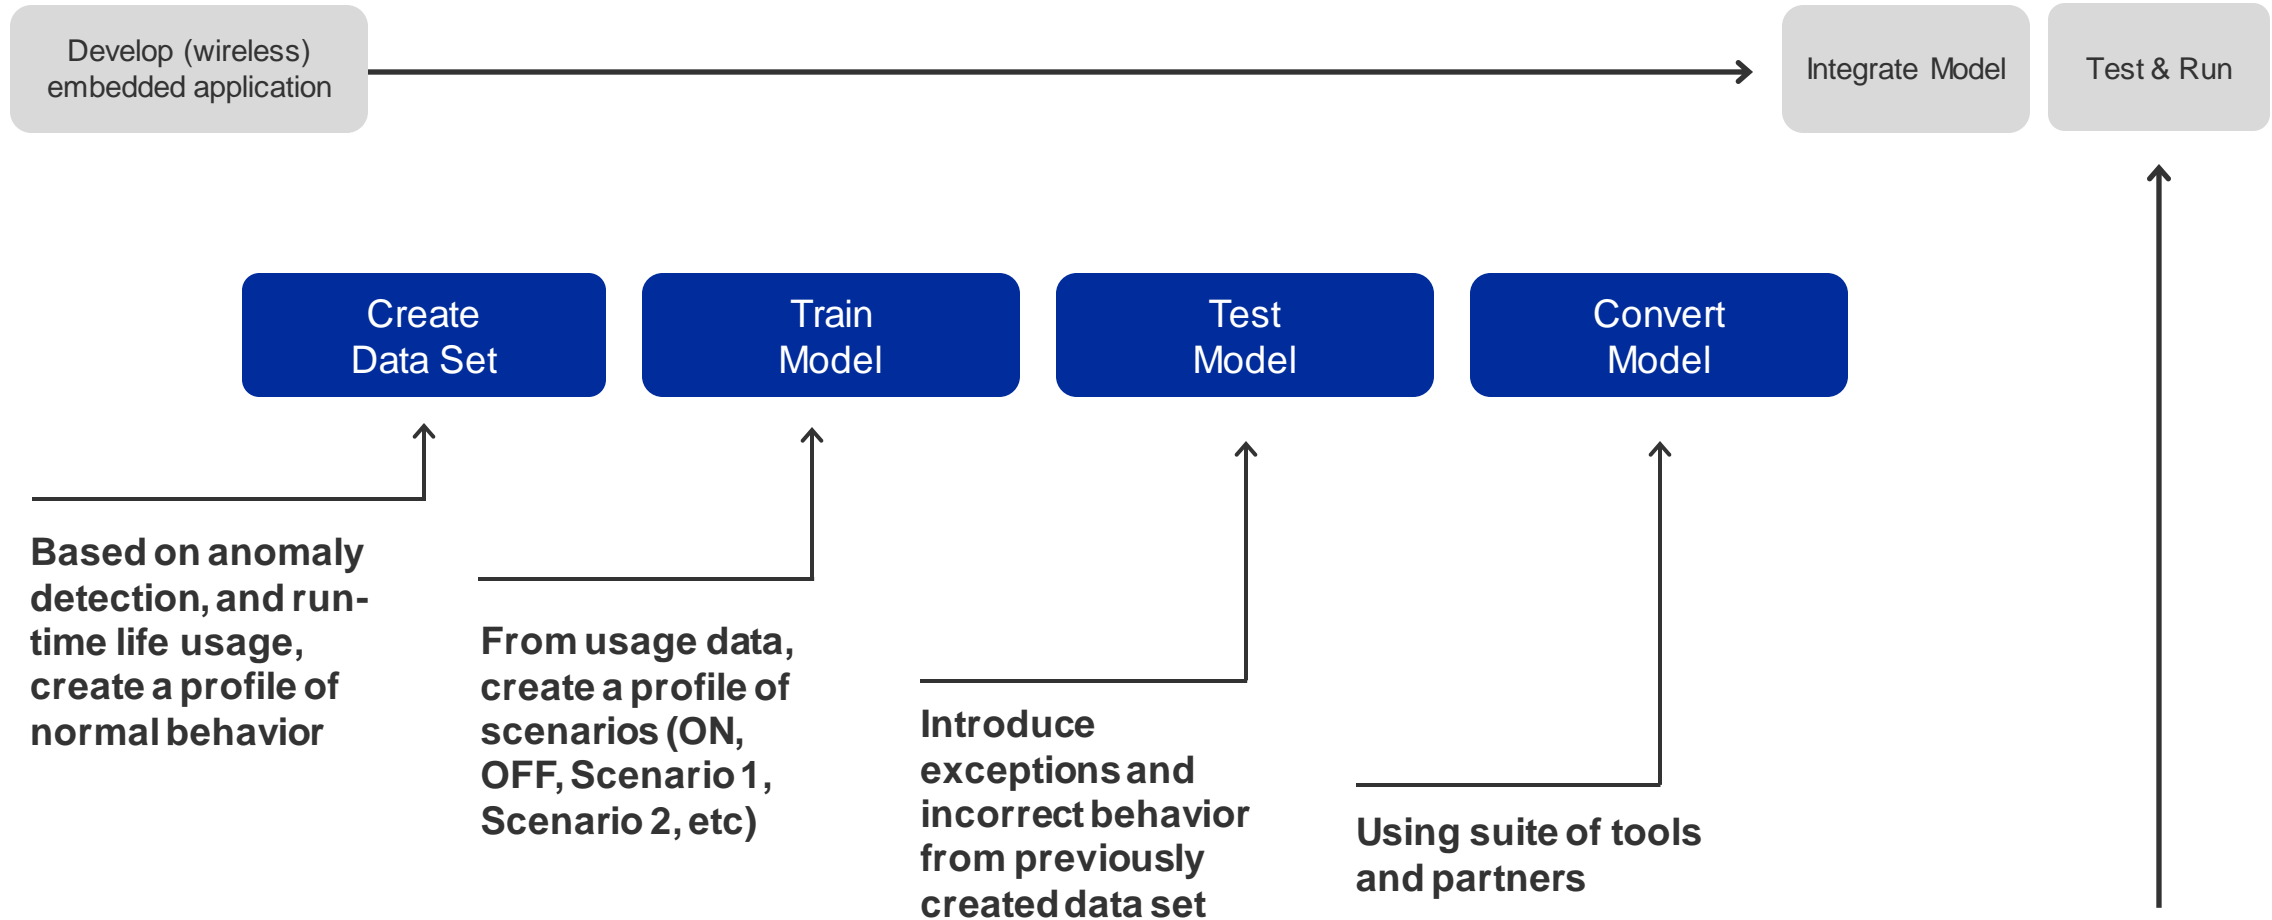 Develop (wireless)
embedded application
Integrate Model
Test & Run
Create
Data Set
Train
Model
Test
Model
Convert
Model
Based on anomaly
detection, and run-
time life usage,
create a profile of
normal behavior
From usage data,
create a profile of
scenarios (ON,
OFF, Scenario 1,
Scenario 2, etc)
Introduce
exceptions and
incorrect behavior
from previously
created data set
Using suite of tools
and partners